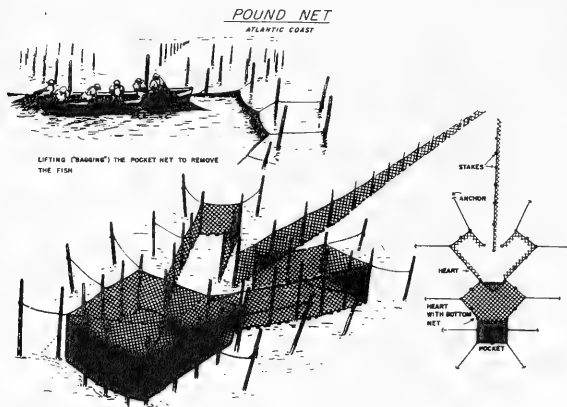 POUND NET
ATLANTIC COAST
LIFTING ("BAGGING") THE POCKET NET TO REMOVE
THE FISH
STAKES
ANCHOR
HEART
HEART
WITH BOTTOM
NET
POCKET